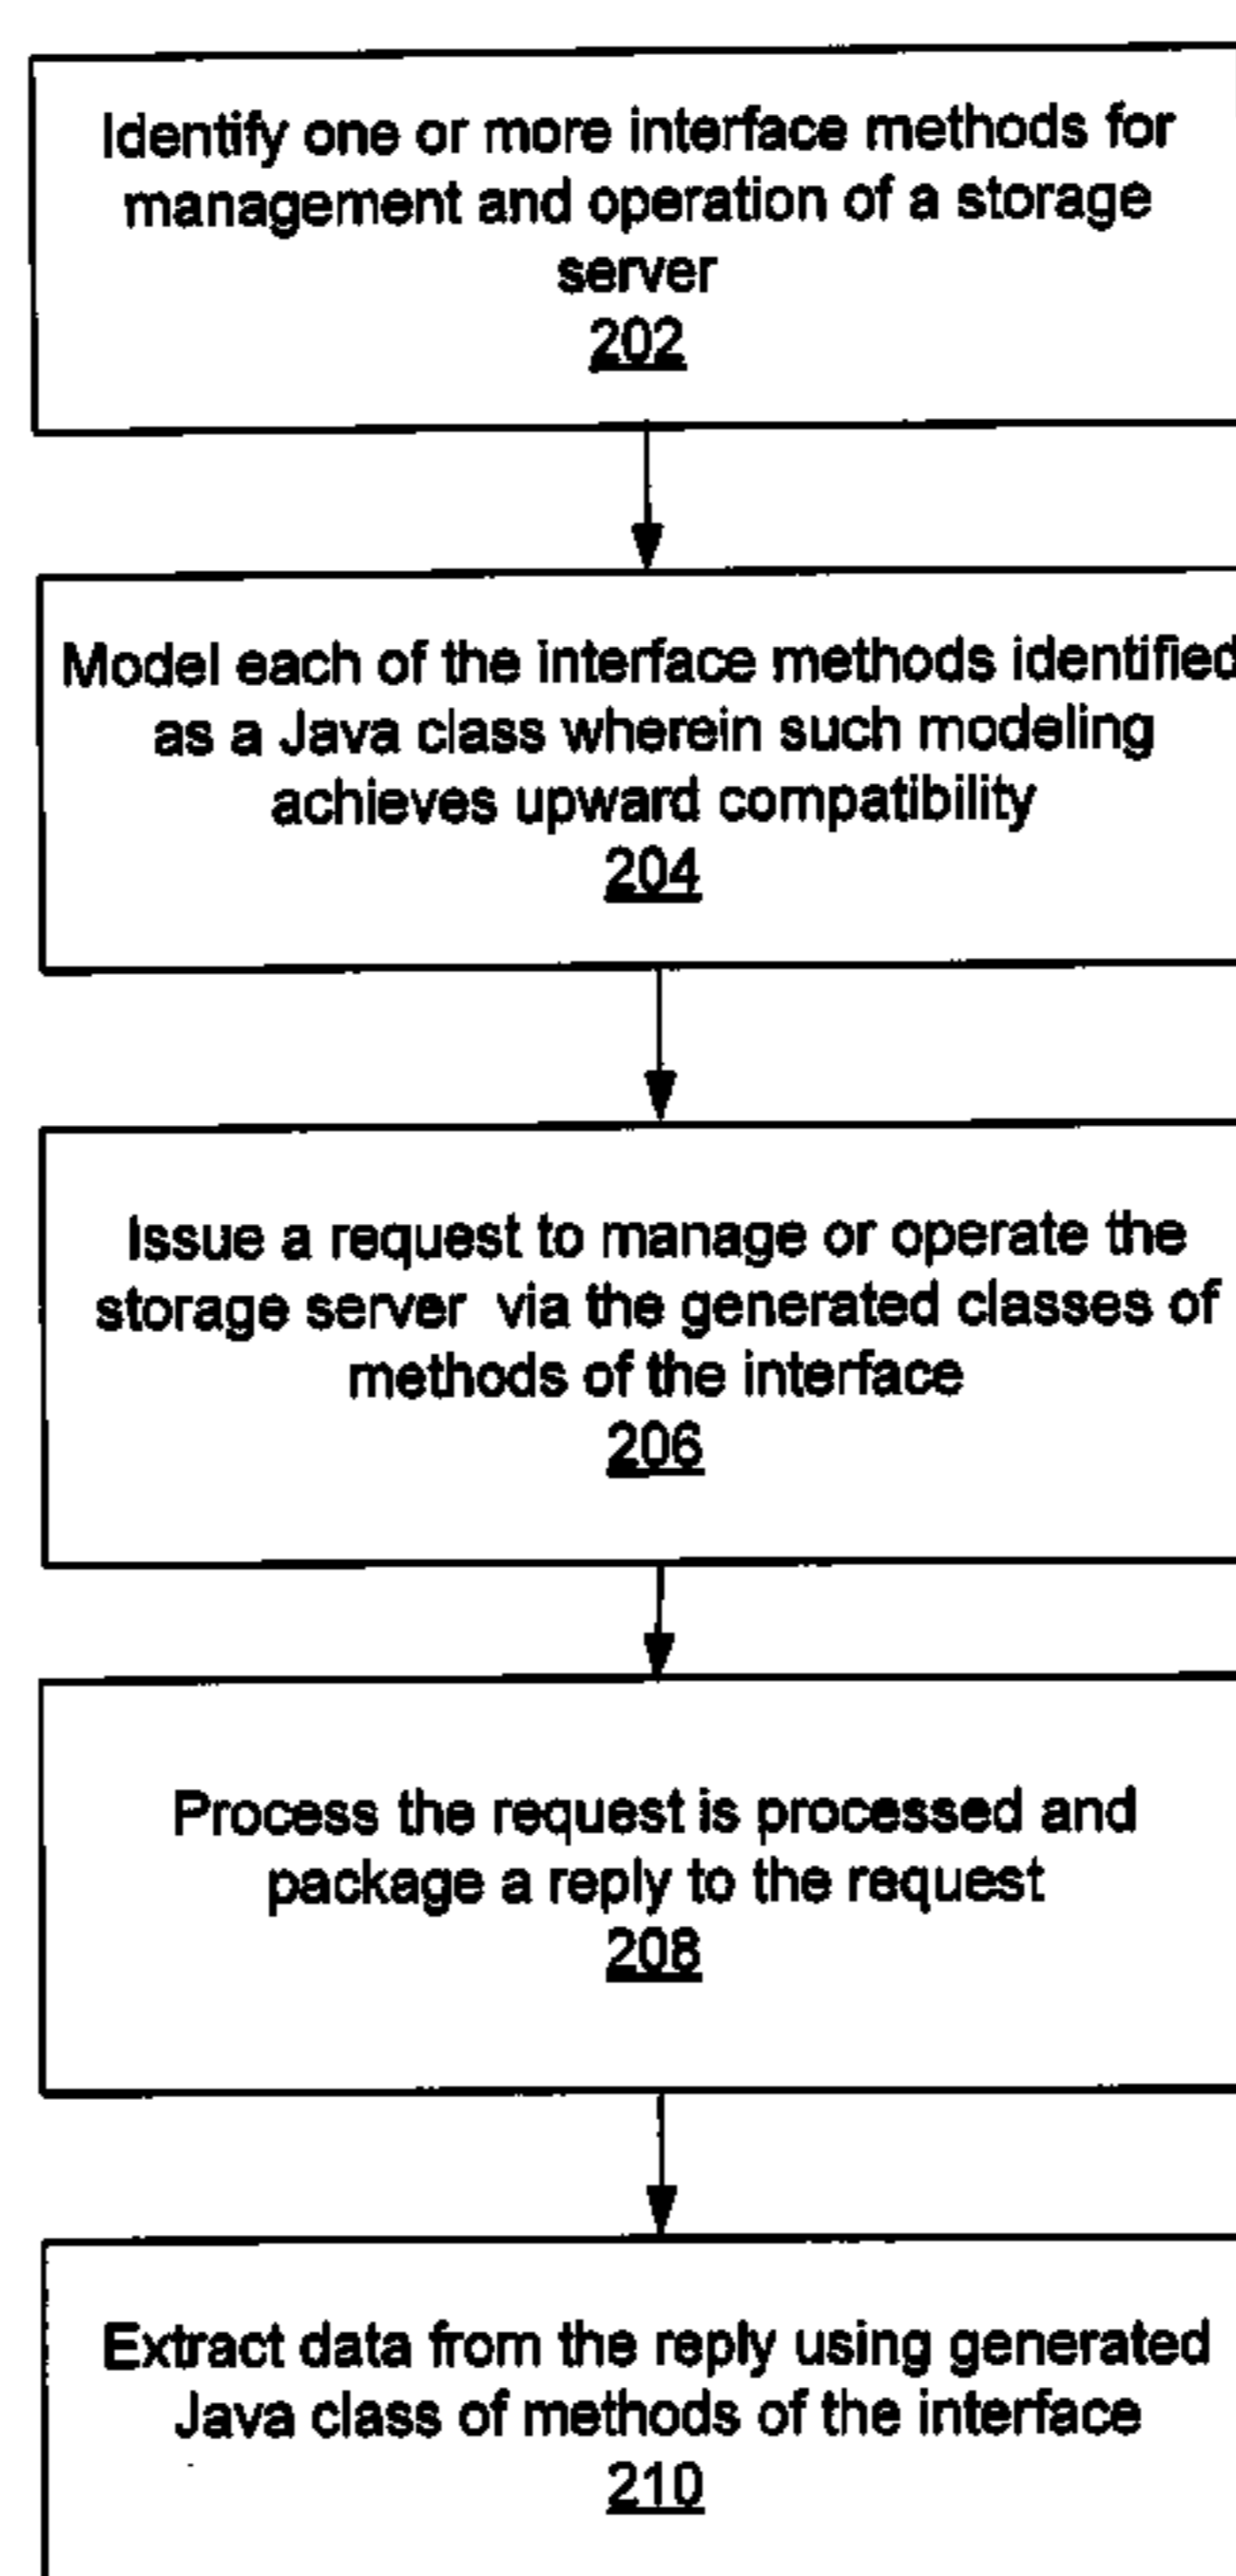 Identify one or more interface methods for
management and operation of a storage
server
202
Model each of the interface methods identified
as a Java class wherein such modeling
achieves upward compatibility
204
Issue a request to manage or operate the
storage server via the generated classes of
methods of the interface
206
Process the request is processed and
package a reply to the request
208
Extract data from the reply using generated
Java class of methods of the interface
210